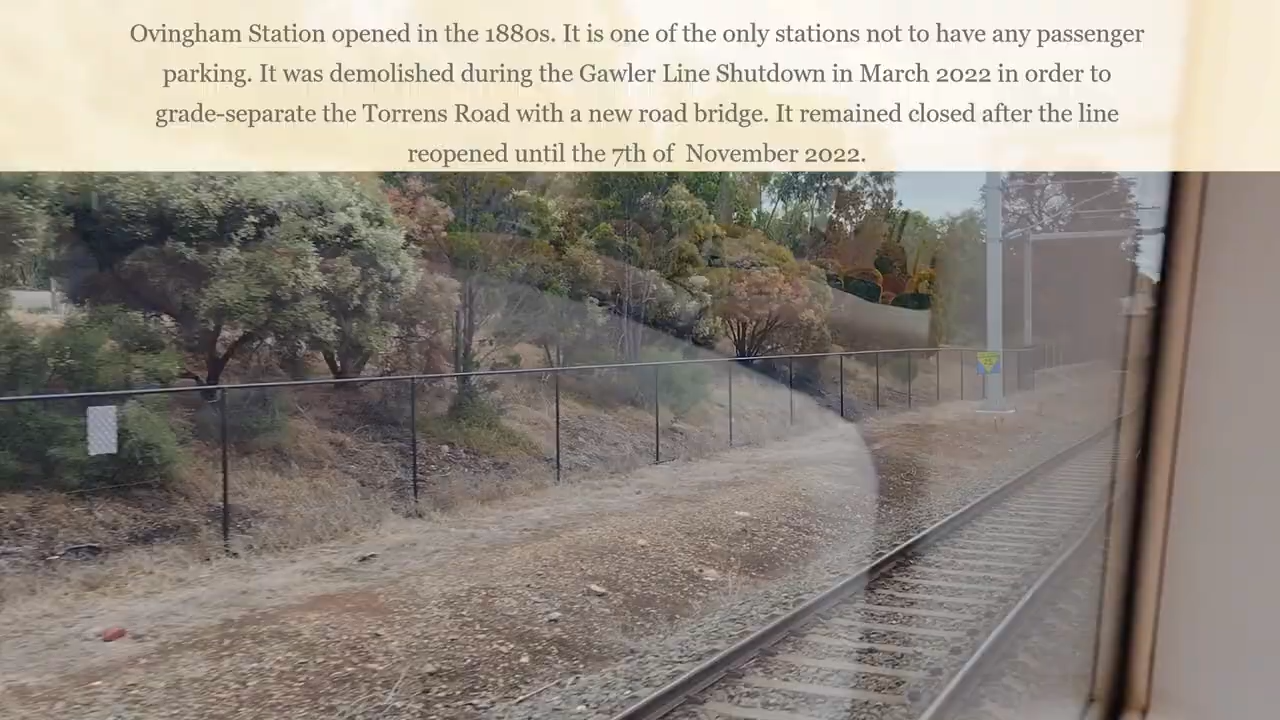 Ovingham Station opened in the 1880s. It is one of the only stations not to have any passenger
parking. It was demolished during the Gawler Line Shutdown in March 2022 in order to
grade-separate the Torrens Road with a new road bridge. It remained closed after the line
reopened until the 7th of  November 2022.